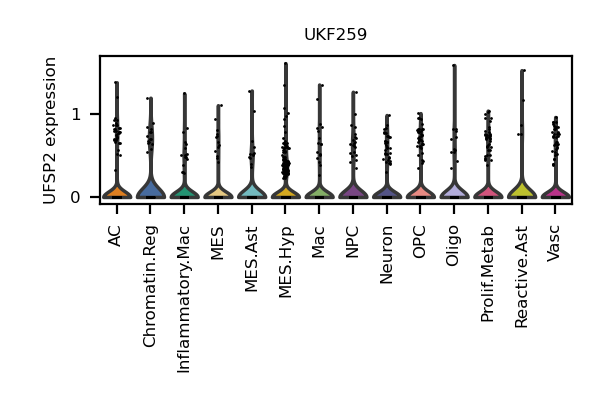 UKF259
UFSP2 expression
1
0
AC
Chromatin.Reg
Inflammatory.Mac
MES
MES.Ast
MES.Hyp
Mac
NPC
Neuron
OPC
Oligo
Prolif.Metab
Reactive.Ast
Vasc